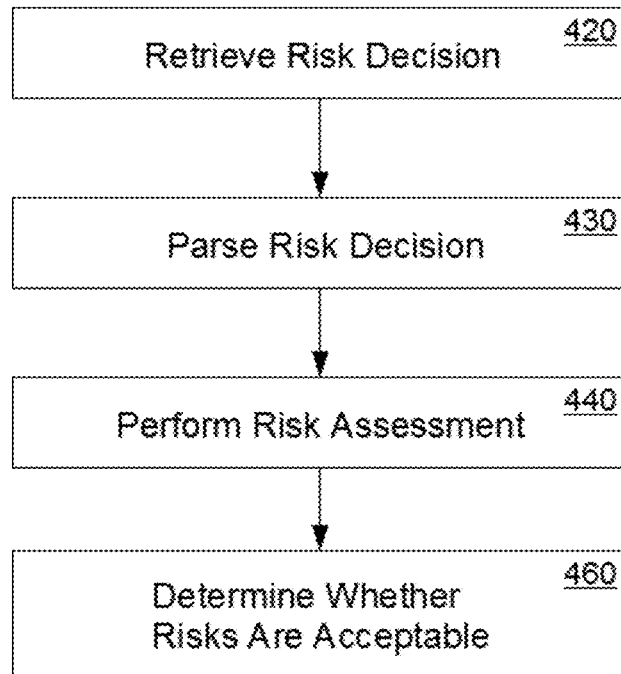 420
Retrieve Risk Decision
430
Parse Risk Decision
440
Perform Risk Assessment
460
Determine Whether
Risks Are Acceptable